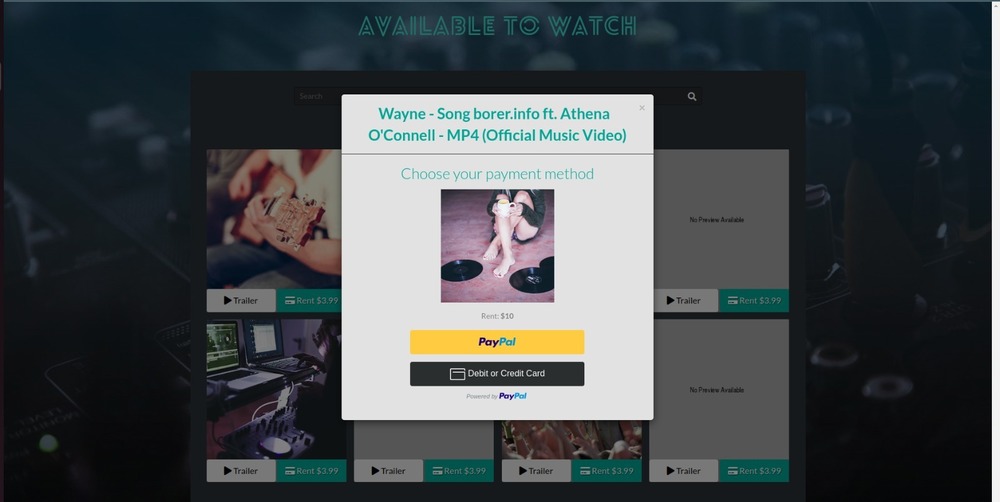 AVAILABLE TO WATCH
Search
×
Wayne - Song borer.info ft. Athena
O'Connell - MP4 (Official Music Video)
Choose your payment method
No Preview Available
Rent: $10
Trailer
Rent $3.99
Trailer
Rent $3.99
PayPal
Debit or Credit Card
Powered by PayPal
No Preview Available
Trailer
Rent $3.99
Trailer
Rent $3.99
Trailer
Rent $3.99
Trailer
Rent $3.99